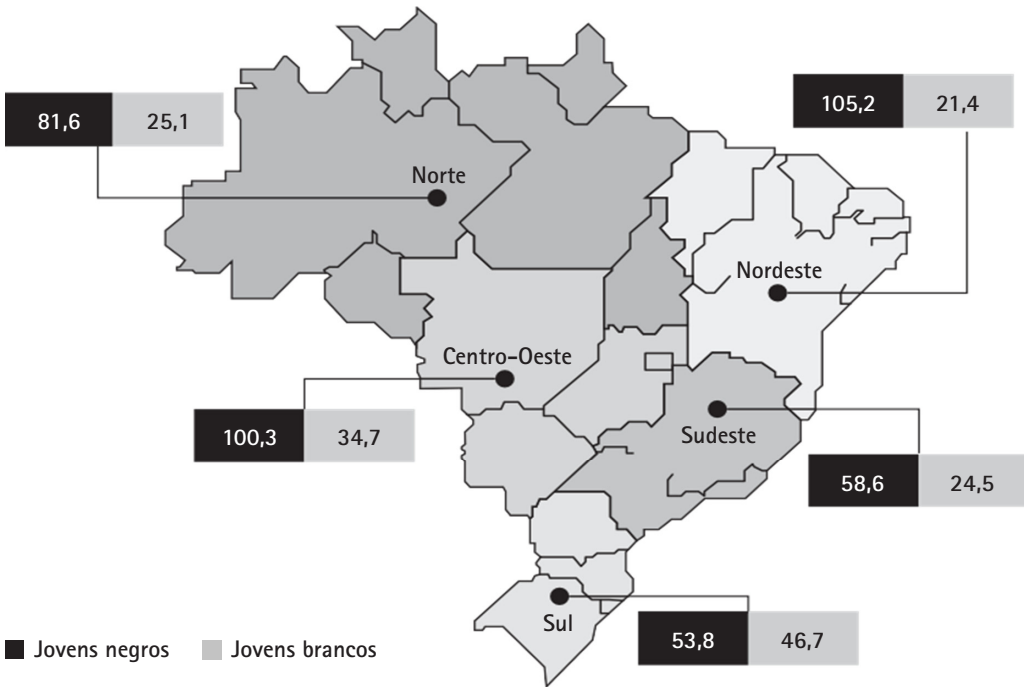 105,2 21,4
81,6 25,1
Norte
Nordeste
Centro-Oeste
100,3 34,7
Sudeste
58,6 24,5
Sul
53,8 46,7
Jovens negros Jovens brancos